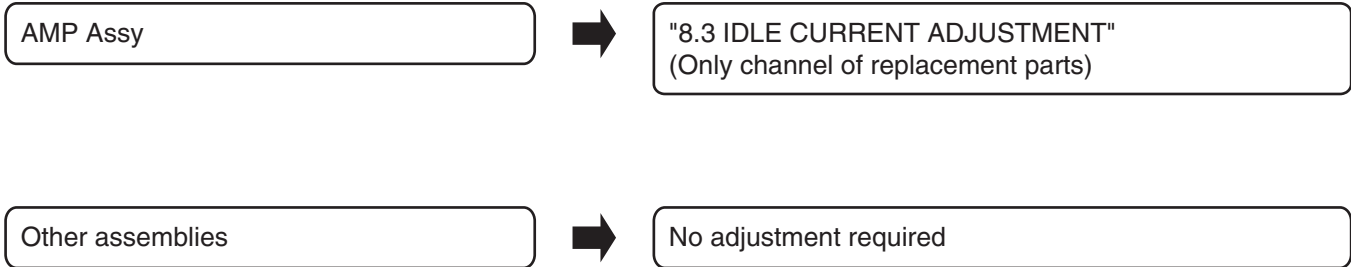 AMP Assy
"8.3 IDLE CURRENT ADJUSTMENT"
(Only channel of replacement parts)
Other assemblies
No adjustment required